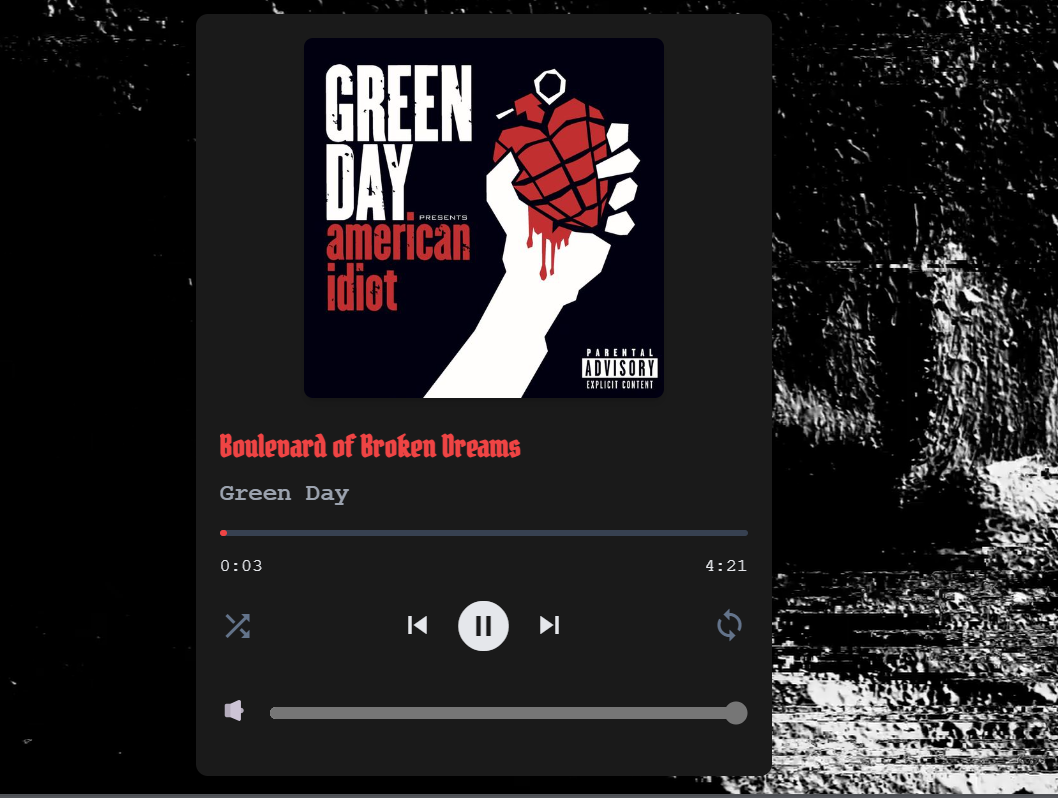 GREEN
DAY
PRESENTS
american
idiot
PARENTAL
ADVISORY
EXPLICIT CONTENT
Boulevard of Broken Dreams
Green Day
0:03 4:21